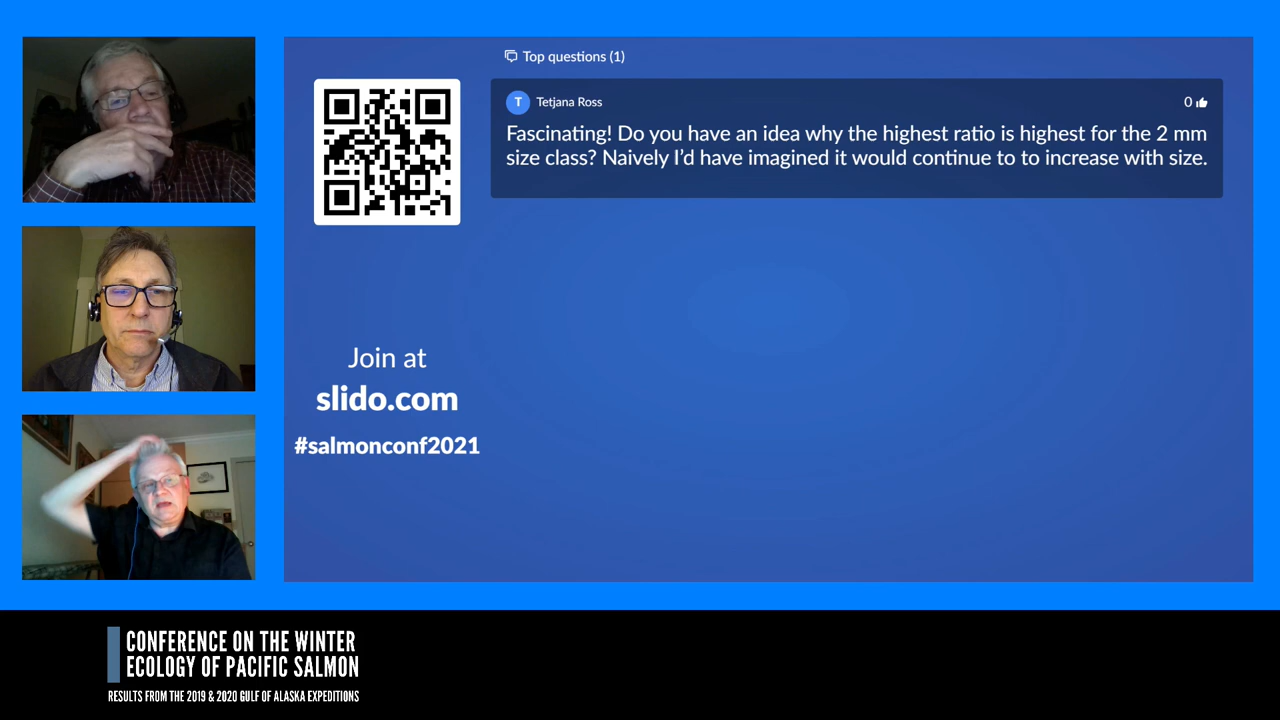 Top questions (1)
T
Tetjana Ross
0
Fascinating! Do you have an idea why the highest ratio is highest for the 2 mm
size class? Naively I'd have imagined it would continue to to increase with size.
Join at
slido.com
#salmonconf2021
CONFERENCE ON THE WINTER
ECOLOGY OF PACIFIC SALMON
RESULTS FROM THE 2019 & 2020 GULF OF ALASKA EXPEDITIONS